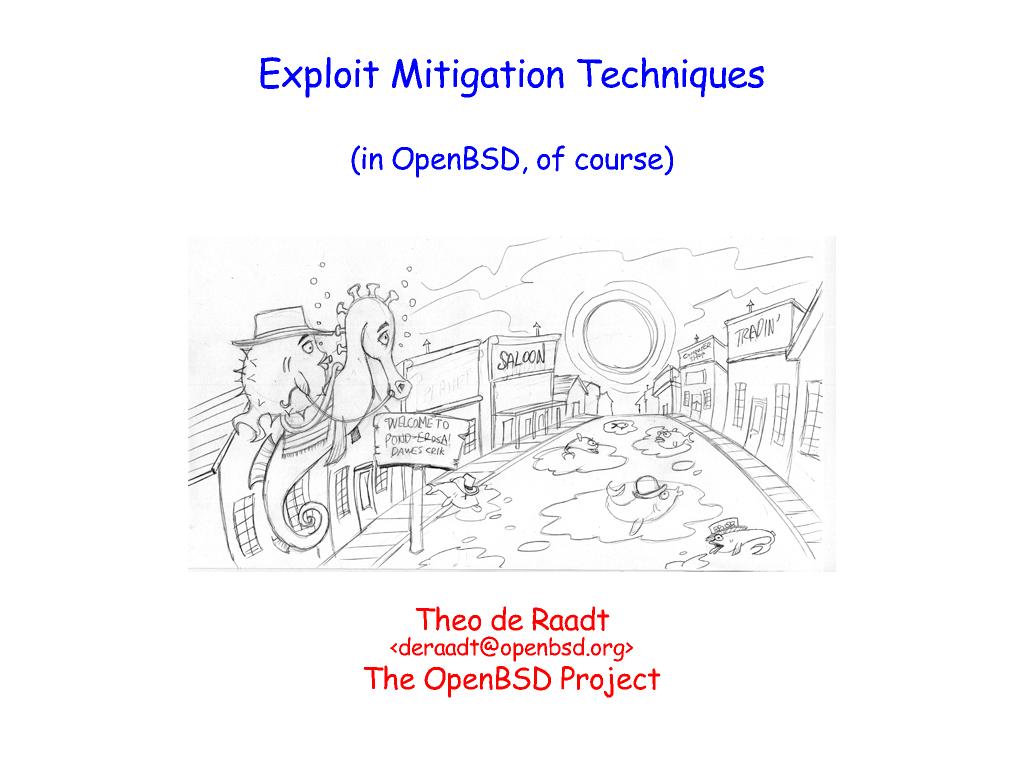 Exploit Mitigation Techniques
(in OpenBSD, of course)
SALOON
TRADIN'
WELCOME TO
POND-EROSA!
DAWES CRIK
Theo de Raadt
<deraadt@openbsd.org>
The OpenBSD Project